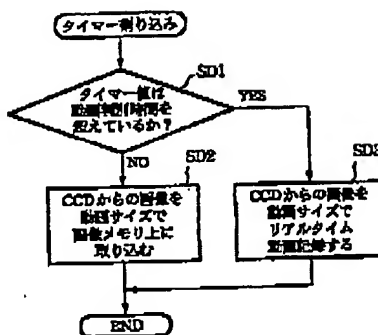 タイマー割り込み
SD1
タイマー値は
動画判別時間を
超えているか?
YES
NO
SD2
CCDからの画像を
動画サイズで
画像メモリ上に
取り込む
SD3
CCDからの画像を
動画サイズで
リアルタイム
動画記録する
END